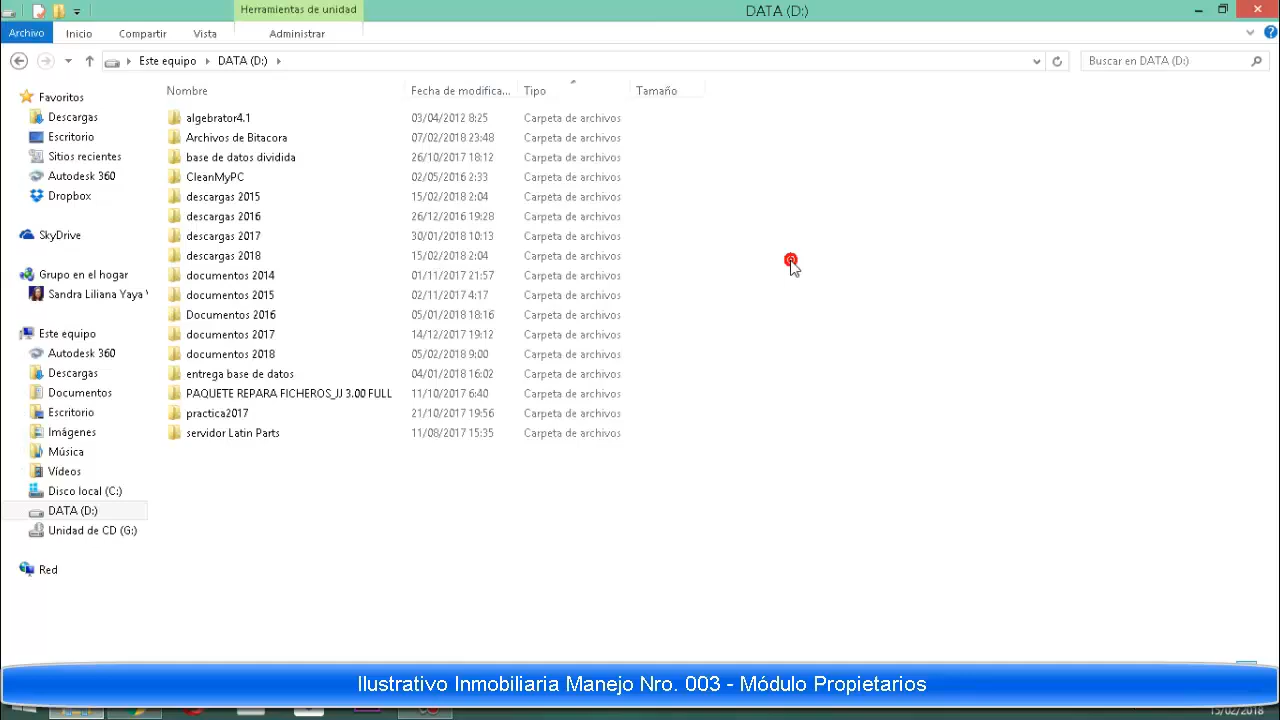 Herramientas de unidad
DATA (D:)
Archivo Inicio Compartir Vista Administrar
Este equipo DATA (D:) Buscar en DATA (D:)
Nombre Fecha de modifica... Tipo Tamaño
Favoritos
Descargas
Escritorio
Sitios recientes
Autodesk 360
Dropbox
SkyDrive
Grupo en el hogar
Sandra Liliana Yaya
Este equipo
Autodesk 360
Descargas
Documentos
Escritorio
Imágenes
Música
Vídeos
Disco local (C:)
DATA (D:)
Unidad de CD (G:)
Red
algebrator4.1 03/04/2012 8:25 Carpeta de archivos
Archivos de Bitacora 07/02/2018 23:48 Carpeta de archivos
base de datos dividida 26/10/2017 18:12 Carpeta de archivos
CleanMyPC 02/05/2016 2:33 Carpeta de archivos
descargas 2015 15/02/2018 2:04 Carpeta de archivos
descargas 2016 26/12/2016 19:28 Carpeta de archivos
descargas 2017 30/01/2018 10:13 Carpeta de archivos
descargas 2018 15/02/2018 2:04 Carpeta de archivos
documentos 2014 01/11/2017 21:57 Carpeta de archivos
documentos 2015 02/11/2017 4:17 Carpeta de archivos
Documentos 2016 05/01/2018 18:16 Carpeta de archivos
documentos 2017 14/12/2017 19:12 Carpeta de archivos
documentos 2018 05/02/2018 9:00 Carpeta de archivos
entrega base de datos 04/01/2018 16:02 Carpeta de archivos
PAQUETE REPARA FICHEROS_JJ 3.00 FULL 11/10/2017 6:40 Carpeta de archivos
practica2017 21/10/2017 19:56 Carpeta de archivos
servidor Latin Parts 11/08/2017 15:35 Carpeta de archivos
Ilustrativo Inmobiliaria Manejo Nro. 003 - Módulo Propietarios
15/02/2018